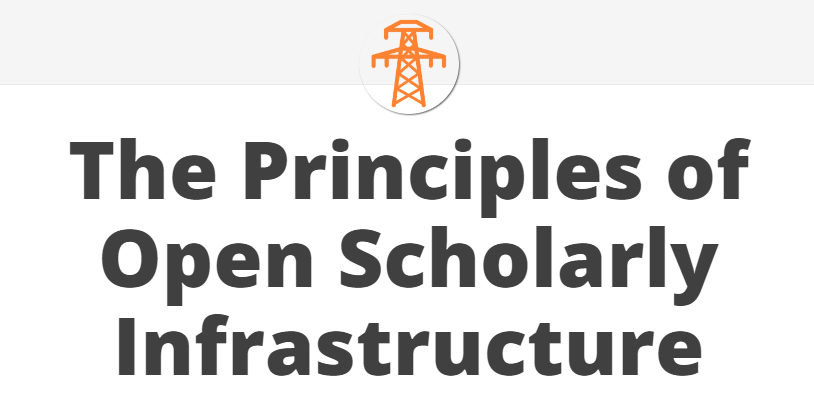 The Principles of
Open Scholarly
Infrastructure